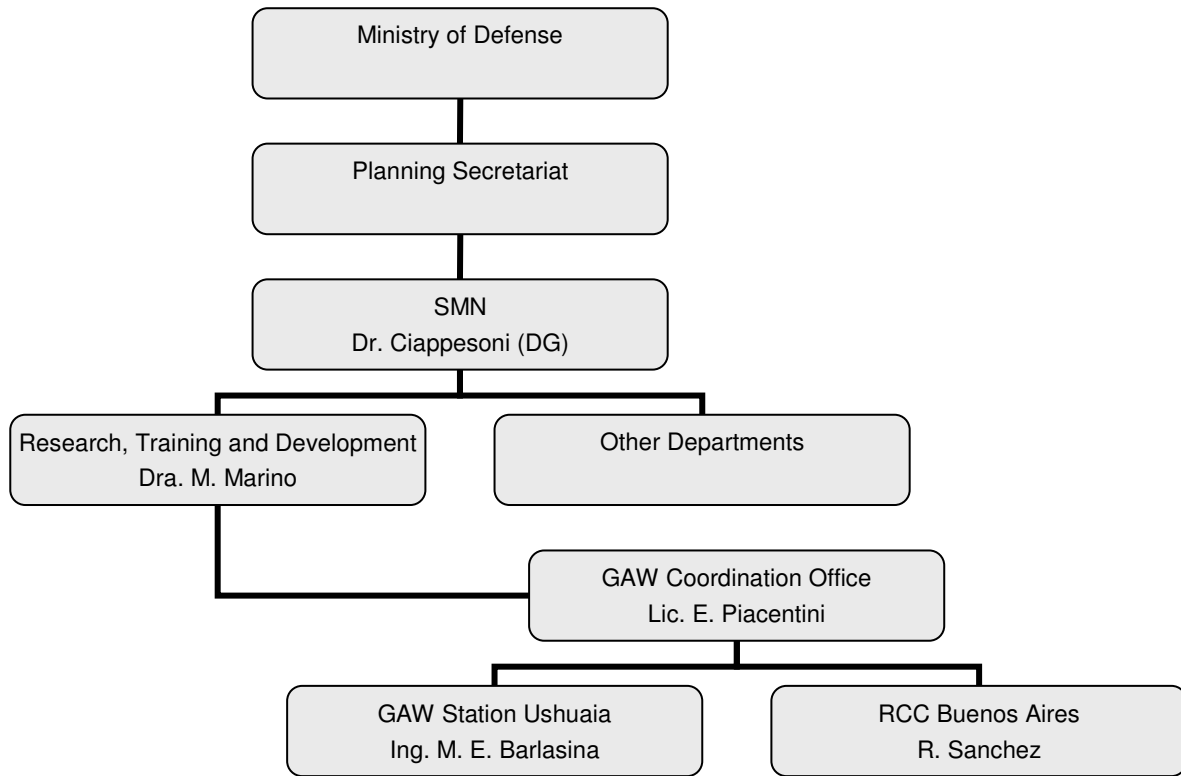 Ministry of Defense
Planning Secretariat
SMN
Dr. Ciappesoni (DG)
Research, Training and Development
Dra. M. Marino
Other Departments
GAW Coordination Office
Lic. E. Piacentini
GAW Station Ushuaia
Ing. M. E. Barlasina
RCC Buenos Aires
R. Sanchez